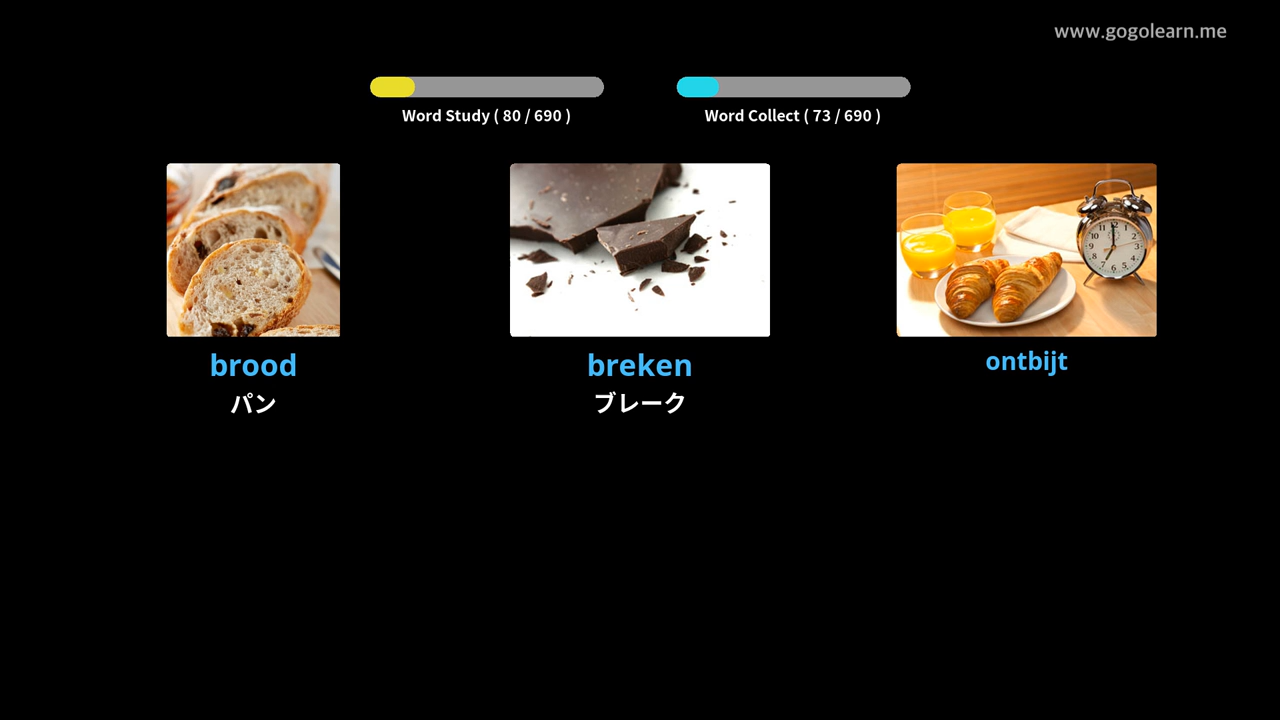 www.gogolearn.me
Word Study ( 80 / 690 )
Word Collect ( 73 / 690 )
brood
breken
ontbijt
パン
ブレーク